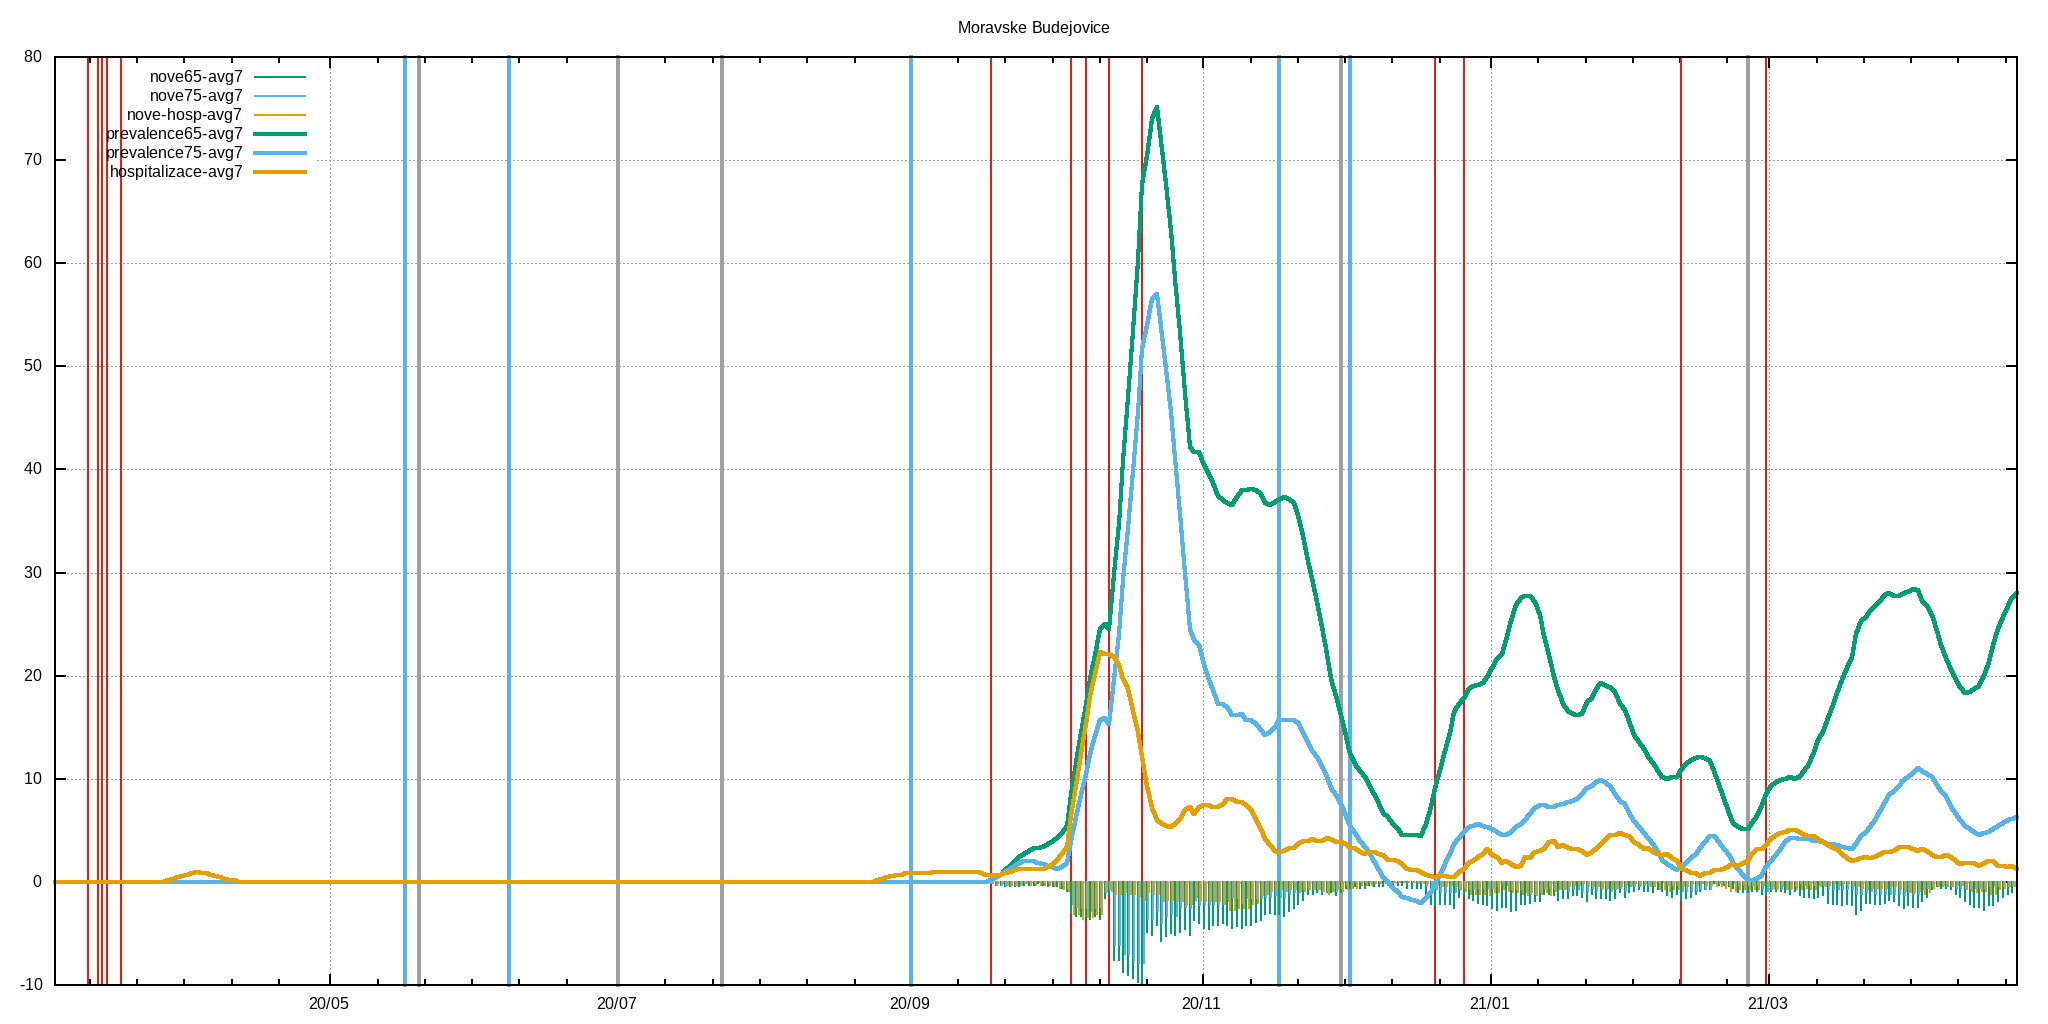 Moravske Budejovice
80
70
60
50
40
30
20
10
0
-10
nove65-avg7
nove75-avg7
nove-hosp-avg7
prevalence65-avg7
prevalence75-avg7
hospitalizace-avg7
20/05 20/07 20/09 20/11 21/01 21/03